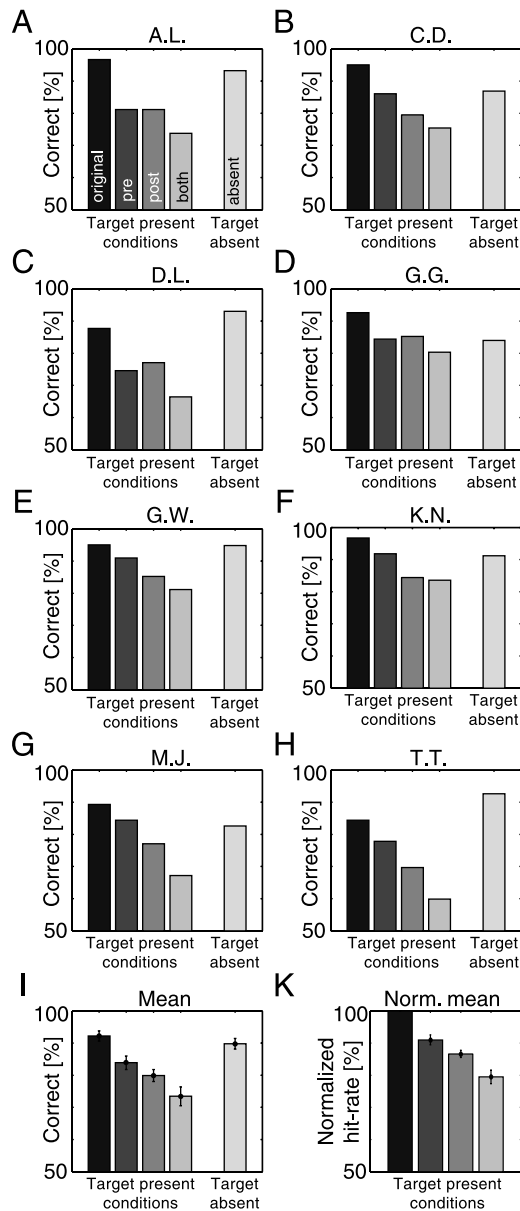 A
A.L.
100
Correct [%]
50
original
pre
post
both
absent
Target present
conditions
Target
absent
B
C.D.
100
Correct [%]
50
Target present
conditions
Target
absent
C
D.L.
100
Correct [%]
50
Target present
conditions
Target
absent
D
G.G.
100
Correct [%]
50
Target present
conditions
Target
absent
E
G.W.
100
Correct [%]
50
Target present
conditions
Target
absent
F
K.N.
100
Correct [%]
50
Target present
conditions
Target
absent
G
M.J.
100
Correct [%]
50
Target present
conditions
Target
absent
H
T.T.
100
Correct [%]
50
Target present
conditions
Target
absent
I
Mean
100
Correct [%]
50
Target present
conditions
Target
absent
K
Norm. mean
100
Normalized
hit-rate [%]
50
Target present
conditions